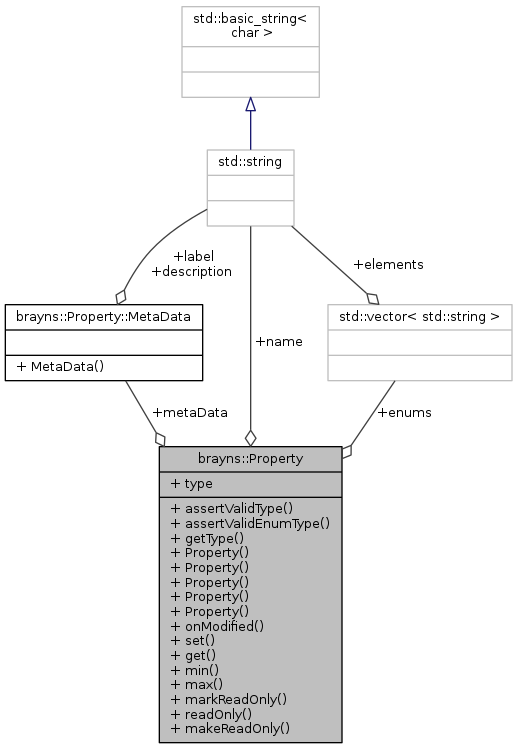 std::basic_string<
char >
std::string
+label
+description
+elements
brayns::Property::MetaData
+ MetaData()
std::vector< std::string >
+name
+metaData
+enums
brayns::Property
+ type
+ assertValidType()
+ assertValidEnumType()
+ getType()
+ Property()
+ Property()
+ Property()
+ Property()
+ Property()
+ onModified()
+ set()
+ get()
+ min()
+ max()
+ markReadOnly()
+ readOnly()
+ makeReadOnly()